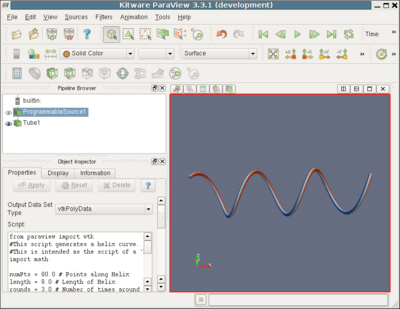 Kitware ParaView 3.3.1 (development)
File Edit View Sources Filters Animation Tools Help
Time:
Solid Color
Surface
Pipeline Browser
builtin:
ProgrammableSource1
Tube1
Object Inspector
Properties Display Information
Apply Reset Delete ?
Output Data Set Type vtkPolyData
Script:
from paraview import vtk
#This script generates a helix curve.
#This is intended as the script of a '
import math
numPts = 80.0 # Points along Helix
length = 8.0 # Length of Helix
rounds = 3.0 # Number of times around